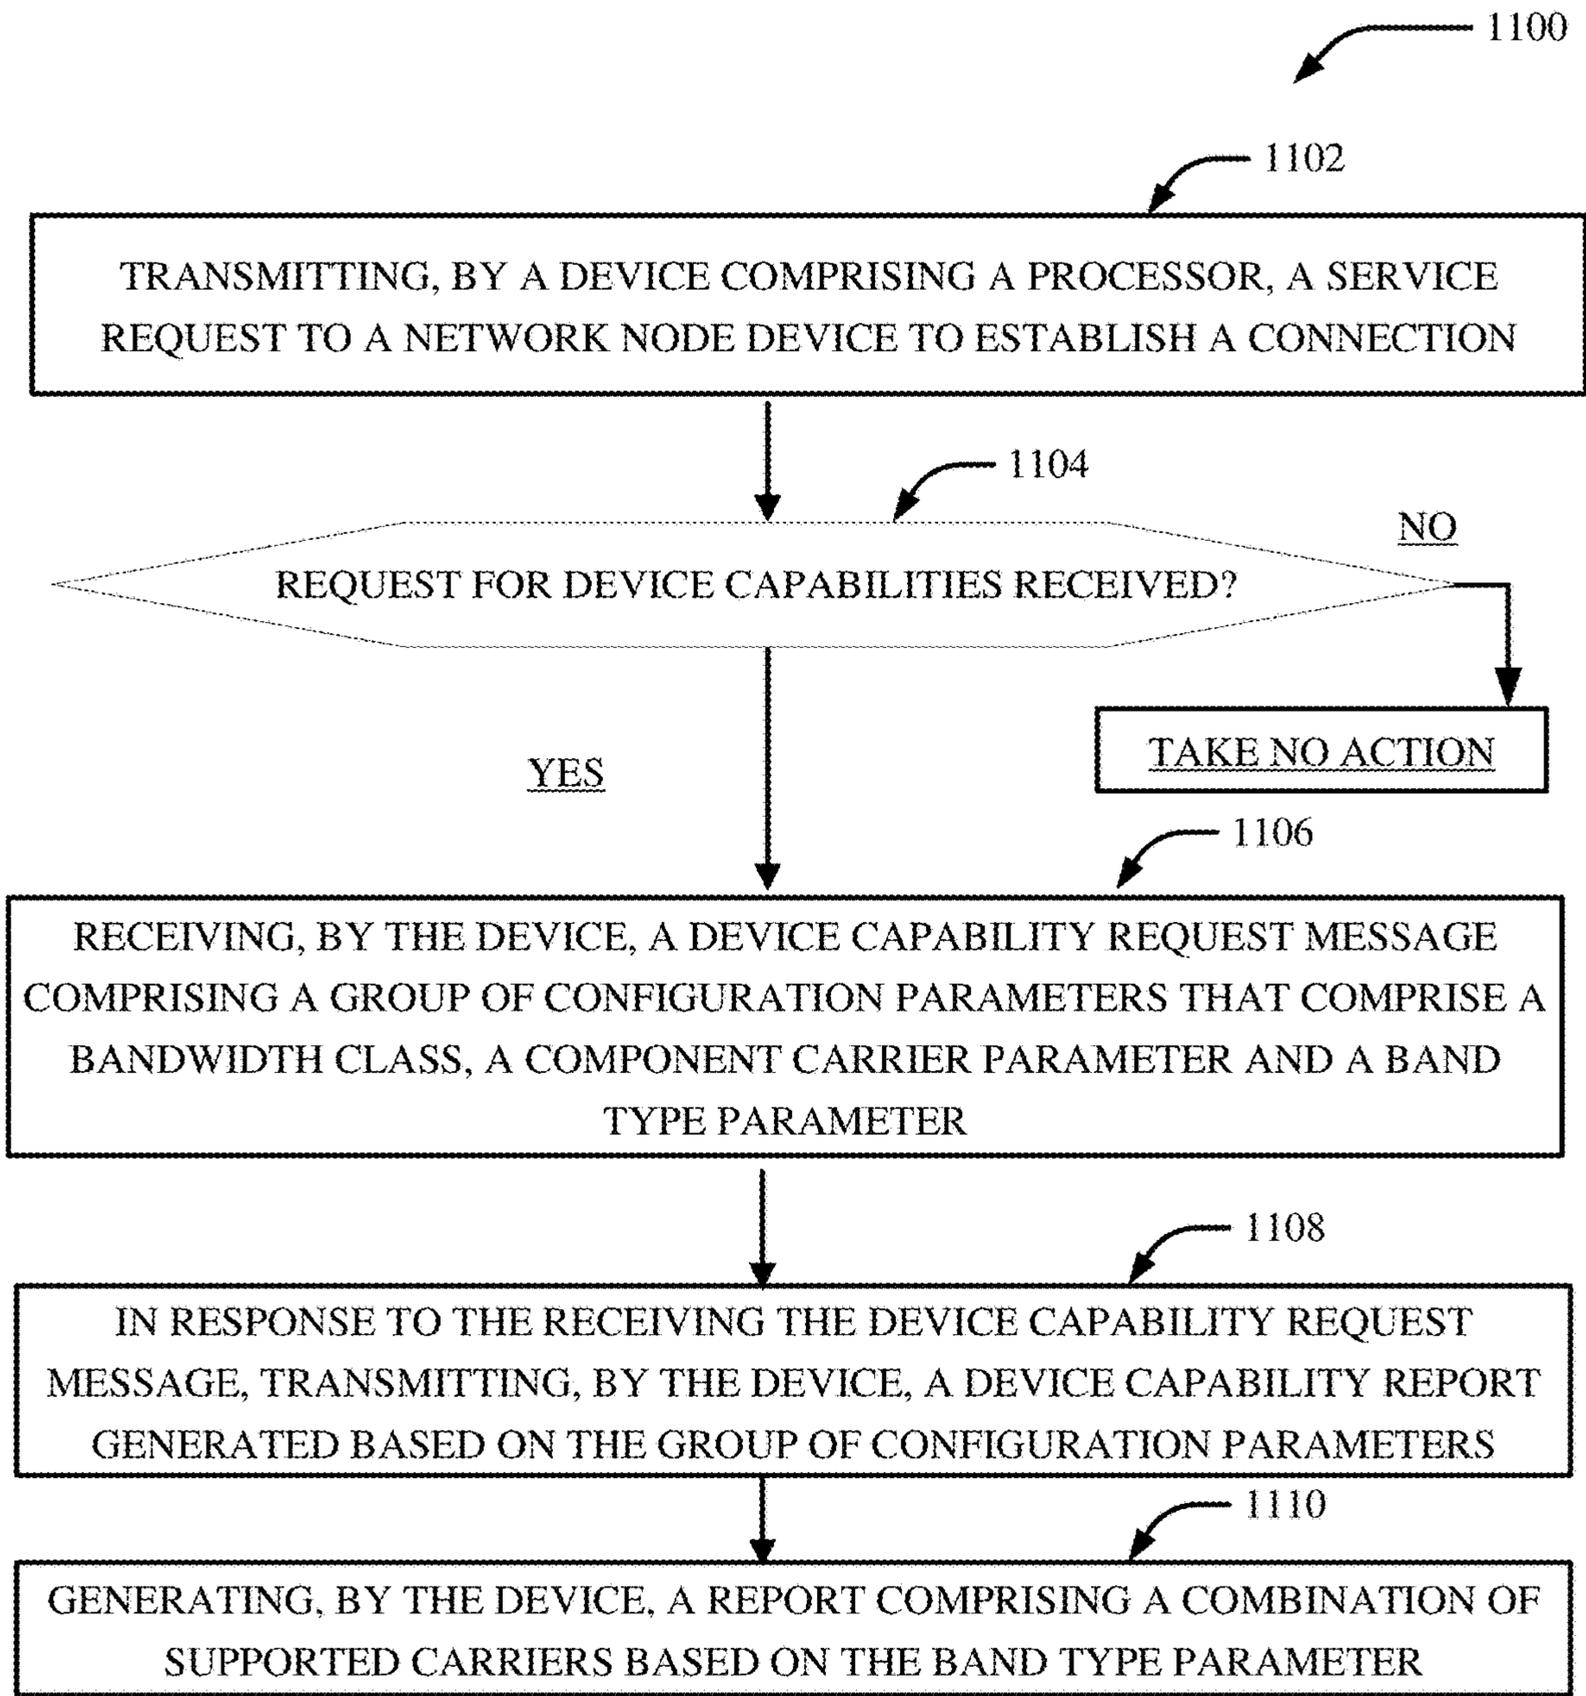 1100
1102
TRANSMITTING, BY A DEVICE COMPRISING A PROCESSOR, A SERVICE
REQUEST TO A NETWORK NODE DEVICE TO ESTABLISH A CONNECTION
1104
NO
REQUEST FOR DEVICE CAPABILITIES RECEIVED?
TAKE NO ACTION
YES
1106
RECEIVING, BY THE DEVICE, A DEVICE CAPABILITY REQUEST MESSAGE
COMPRISING A GROUP OF CONFIGURATION PARAMETERS THAT COMPRISE A
BANDWIDTH CLASS, A COMPONENT CARRIER PARAMETER AND A BAND
TYPE PARAMETER
1108
IN RESPONSE TO THE RECEIVING THE DEVICE CAPABILITY REQUEST
MESSAGE, TRANSMITTING, BY THE DEVICE, A DEVICE CAPABILITY REPORT
GENERATED BASED ON THE GROUP OF CONFIGURATION PARAMETERS
1110
GENERATING, BY THE DEVICE, A REPORT COMPRISING A COMBINATION OF
SUPPORTED CARRIERS BASED ON THE BAND TYPE PARAMETER